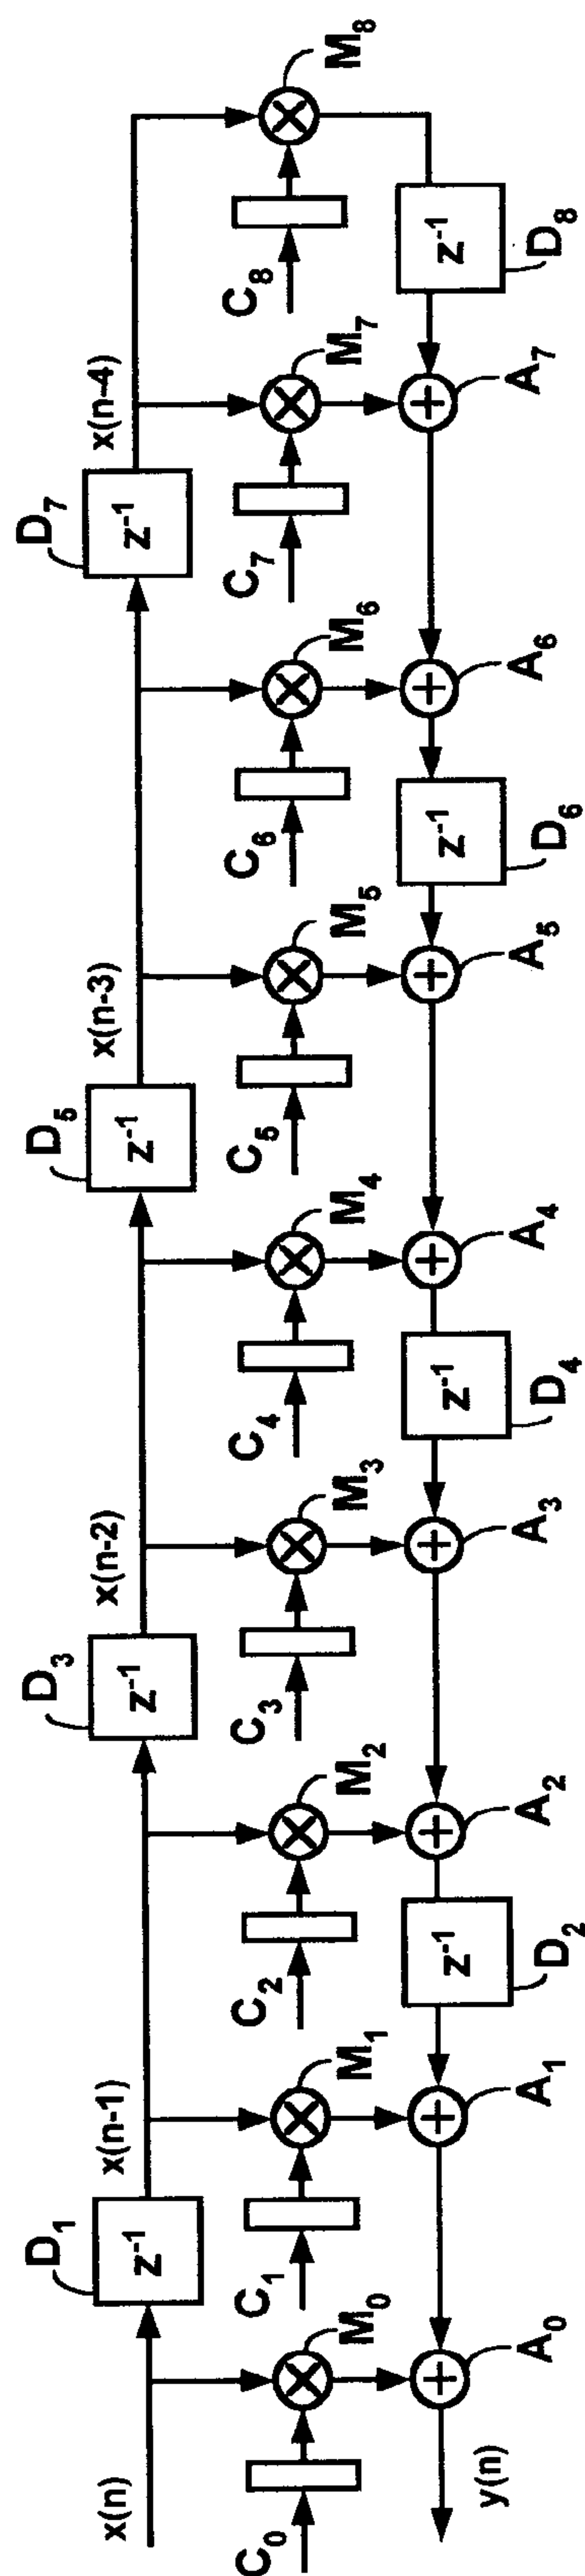 D₁ D₃ D₅ D₇
x(n) z⁻¹ x(n-1) z⁻¹ x(n-2) z⁻¹ x(n-3) z⁻¹ x(n-4)
C₀ C₁ C₂ C₃ C₄ C₅ C₆ C₇ C₈
M₀ M₁ M₂ M₃ M₄ M₅ M₆ M₇ M₈
y(n) z⁻¹ z⁻¹ z⁻¹ z⁻¹
A₀ A₁ D₂ A₂ A₃ D₄ A₄ A₅ D₆ A₆ A₇ D₈